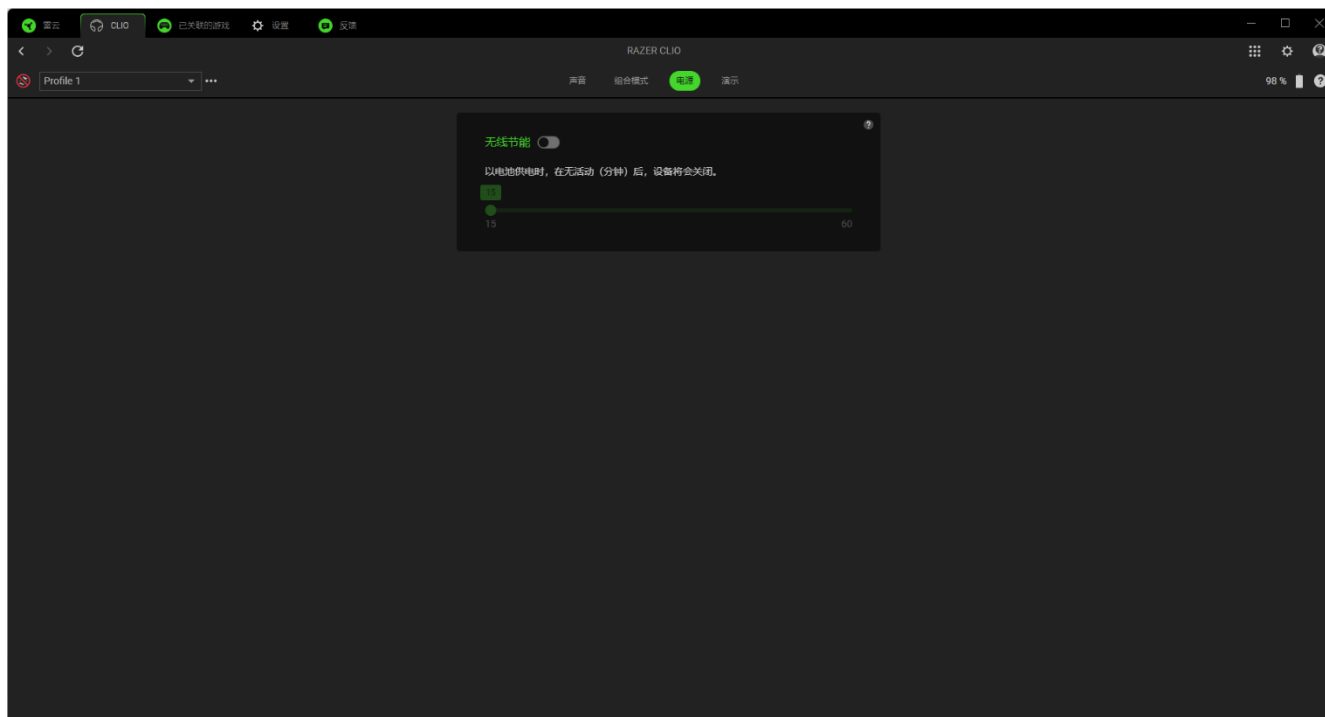 雷云 CLIO 已关联的游戏 设置 反馈
RAZER CLIO
Profile 1 声音 组合模式 电源 演示 98 %
无线节能
以电池供电时，在无活动（分钟）后，设备将会关闭。
15
15 60